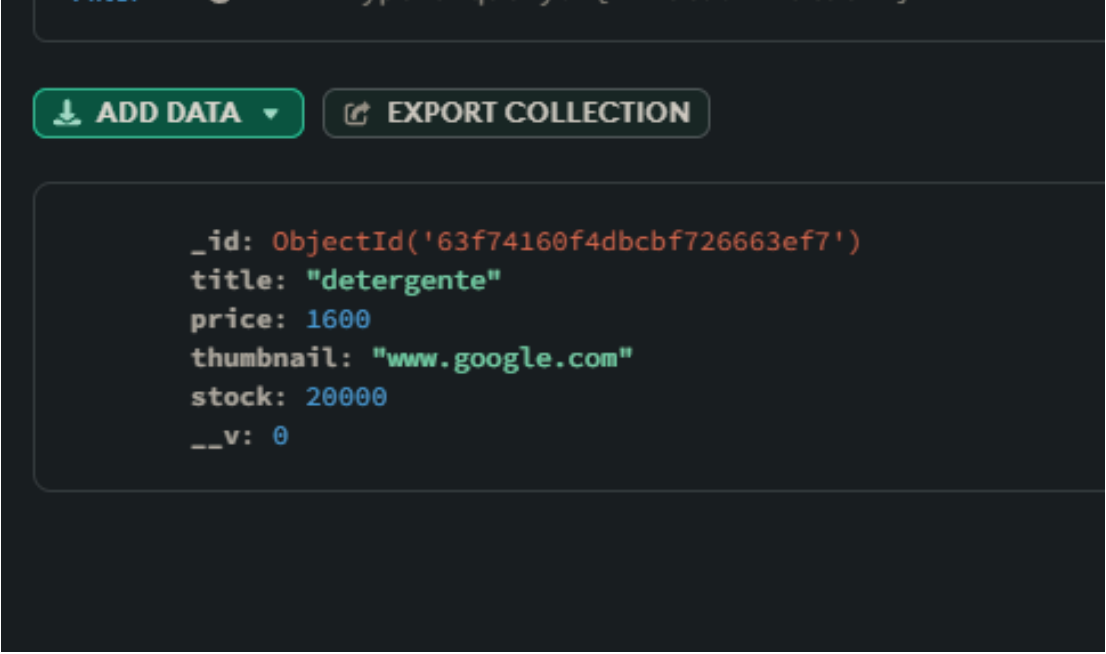 ADD DATA
EXPORT COLLECTION
_id: ObjectId('63f74160f4dbcbf726663ef7')
title: "detergente"
price: 1600
thumbnail: "www.google.com"
stock: 20000
__v: 0